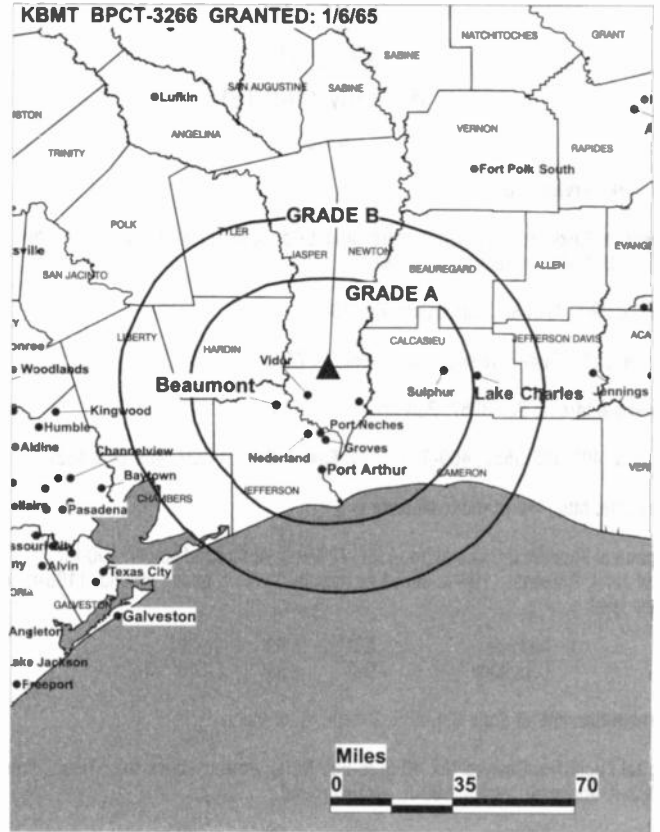 KBMT BPCT-3266 GRANTED: 1/6/65
NATCHITOCHES
GRANT
SABINE
SAN AUGUSTINE
SABINE
Lufkin
ANGELINA
VERNON
RAPIDES
TRINITY
Fort Polk South
POLK
GRADE B
TYLER
JASPER
NEWTON
BEAUREGARD
ALLEN
SAN JACINTO
GRADE A
LIBERTY
HARDIN
CALCASIEU
JEFFERSON DAVIS
Vidor
Woodlands
Beaumont
Sulphur
Lake Charles
Jennings
Kingwood
Humble
Port Neches
Groves
Aldine
Nederland
Channelview
Port Arthur
Baytown
CAMERON
CHAMBERS
JEFFERSON
Pasadena
Alvin
Texas City
GALVESTON
Galveston
Angleton
Lake Jackson
Freeport
Miles
0 35 70